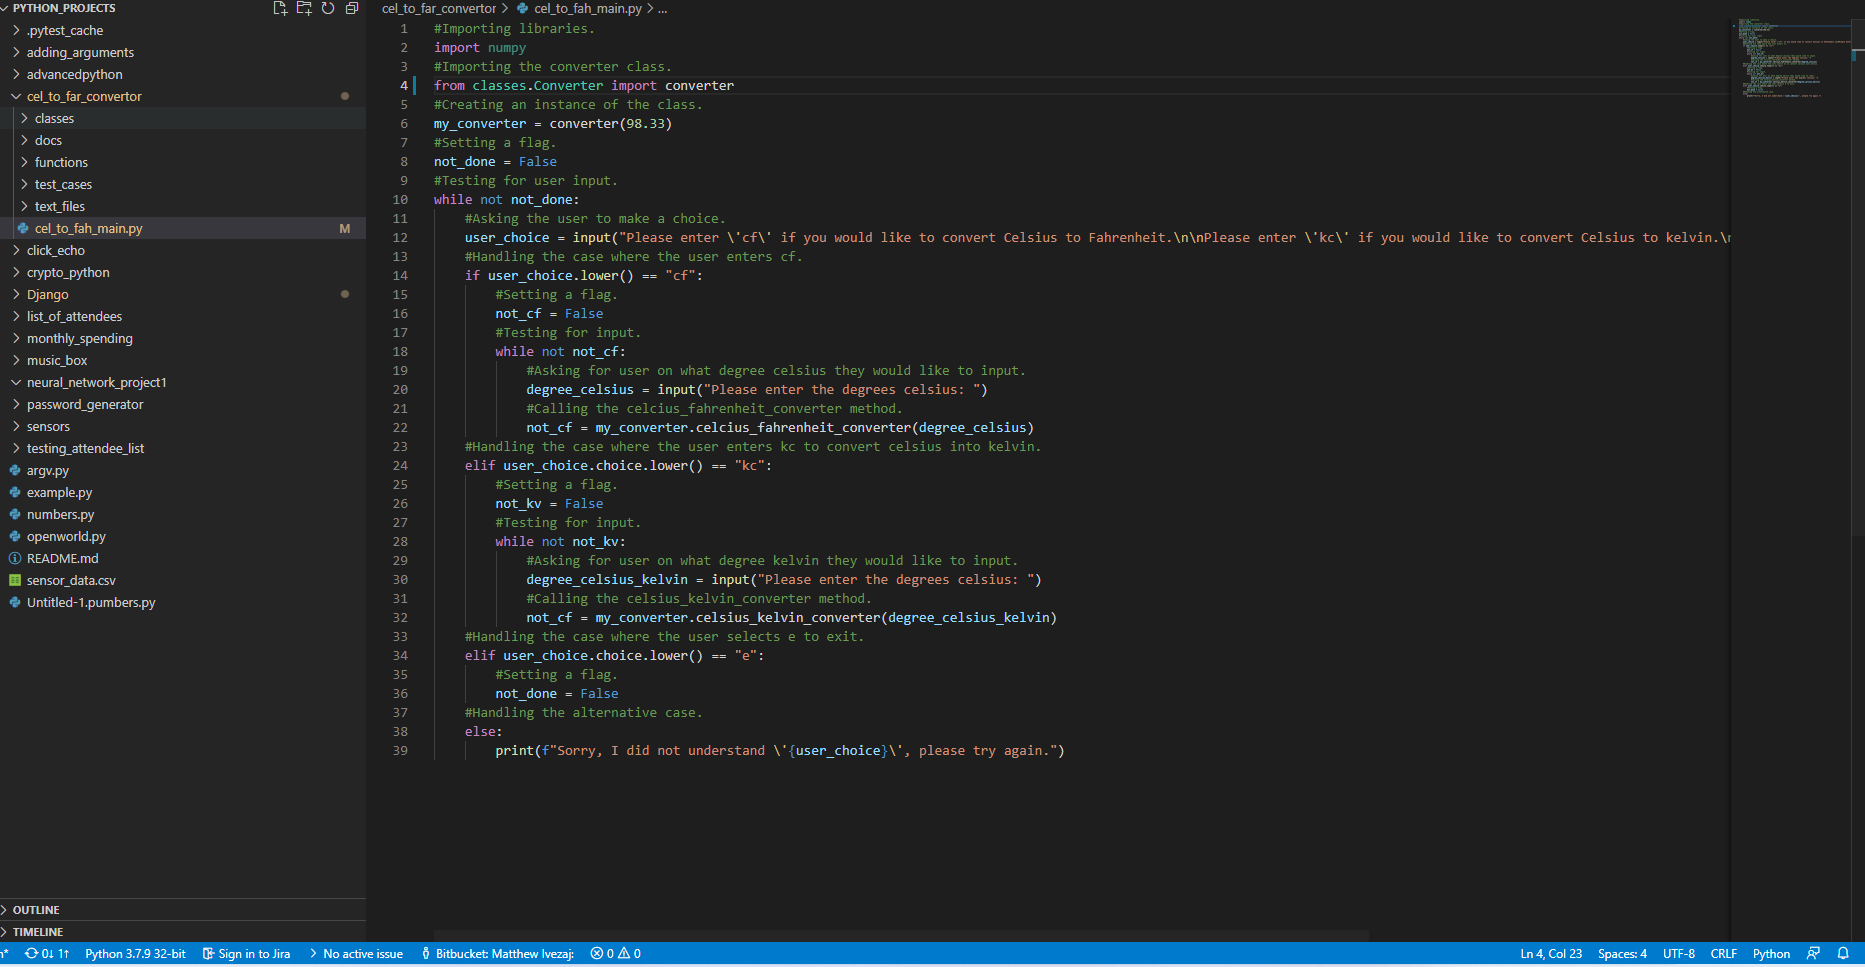 PYTHON_PROJECTS
.pytest_cache
adding_arguments
advancedpython
cel_to_far_convertor
classes
docs
functions
test_cases
text_files
cel_to_fah_main.py M
click_echo
crypto_python
Django
list_of_attendees
monthly_spending
music_box
neural_network_project1
password_generator
sensors
testing_attendee_list
argv.py
example.py
numbers.py
openworld.py
README.md
sensor_data.csv
Untitled-1.pumbers.py
OUTLINE
TIMELINE
cel_to_far_convertor > cel_to_fah_main.py > ...
1 #Importing libraries.
2 import numpy
3 #Importing the converter class.
4 from classes.Converter import converter
5 #Creating an instance of the class.
6 my_converter = converter(98.33)
7 #Setting a flag.
8 not_done = False
9 #Testing for user input.
10 while not not_done:
11 #Asking the user to make a choice.
12 user_choice = input("Please enter \'cf\' if you would like to convert Celsius to Fahrenheit.\n\nPlease enter \'kc\' if you would like to convert Celsius to kelvin.\n
13 #Handling the case where the user enters cf.
14 if user_choice.lower() == "cf":
15 #Setting a flag.
16 not_cf = False
17 #Testing for input.
18 while not not_cf:
19 #Asking for user on what degree celsius they would like to input.
20 degree_celsius = input("Please enter the degrees celsius: ")
21 #Calling the celcius_fahrenheit_converter method.
22 not_cf = my_converter.celcius_fahrenheit_converter(degree_celsius)
23 #Handling the case where the user enters kc to convert celsius into kelvin.
24 elif user_choice.choice.lower() == "kc":
25 #Setting a flag.
26 not_kv = False
27 #Testing for input.
28 while not not_kv:
29 #Asking for user on what degree kelvin they would like to input.
30 degree_celsius_kelvin = input("Please enter the degrees celsius: ")
31 #Calling the celsius_kelvin_converter method.
32 not_cf = my_converter.celsius_kelvin_converter(degree_celsius_kelvin)
33 #Handling the case where the user selects e to exit.
34 elif user_choice.choice.lower() == "e":
35 #Setting a flag.
36 not_done = False
37 #Handling the alternative case.
38 else:
39 print(f"Sorry, I did not understand \'{user_choice}\', please try again.")
0↓ 1↑ Python 3.7.9 32-bit Sign in to Jira No active issue Bitbucket: Matthew Ivezaj: 0 0 Ln 4, Col 23 Spaces: 4 UTF-8 CRLF Python